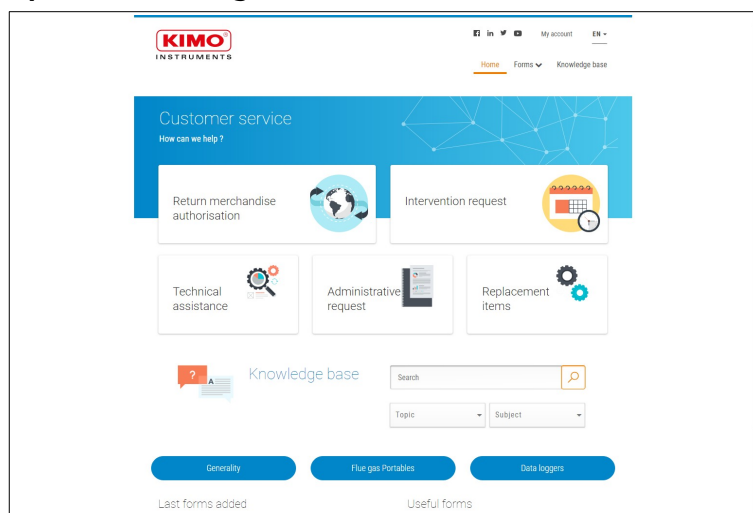 KIMO®
INSTRUMENTS
My account
EN
Home
Forms
Knowledge base
Customer service
How can we help ?
Return merchandise
authorisation
Intervention request
Technical
assistance
Administrative
request
Replacement
items
?
A
Knowledge base
Search
Topic
Subject
Generality
Flue gas Portables
Data loggers
Last forms added
Useful forms